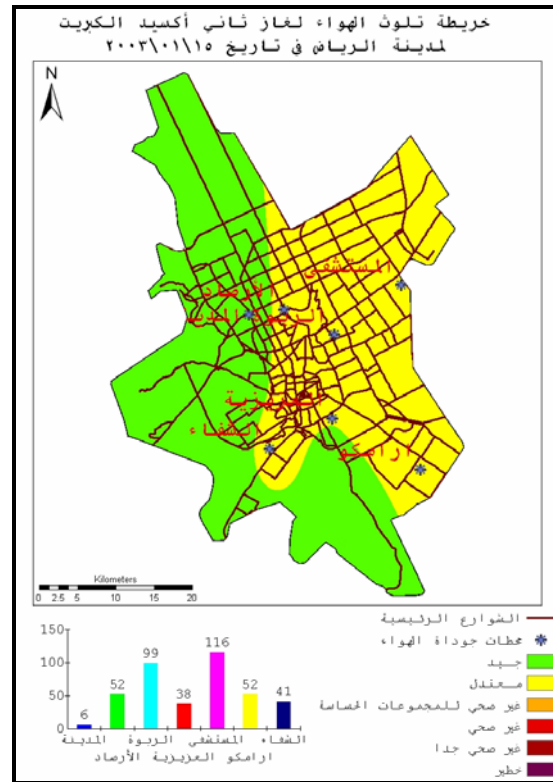 خريطة تلوث الهواء لغاز ثاني أكسيد الكبريت
لمدينة الرياض في تاريخ ١٥\٠١\٢٠٠٣
N
المستشفى
الأرصاد
الربوة
العزيزية
الشفاء
ارامكو
Kilometers
0 2.5 5 10 15 20
الشوارع الرئيسية
محطات جوداة الهواء
جيد
معتدل
غير صحي للمجموعات الحساسة
غير صحي
غير صحي جدا
خطير
150
100
50
0
6 52 99 38 116 52 41
المدينة الربوة المستشفى الشفاء
ارامكو العزيزية الأرصاد